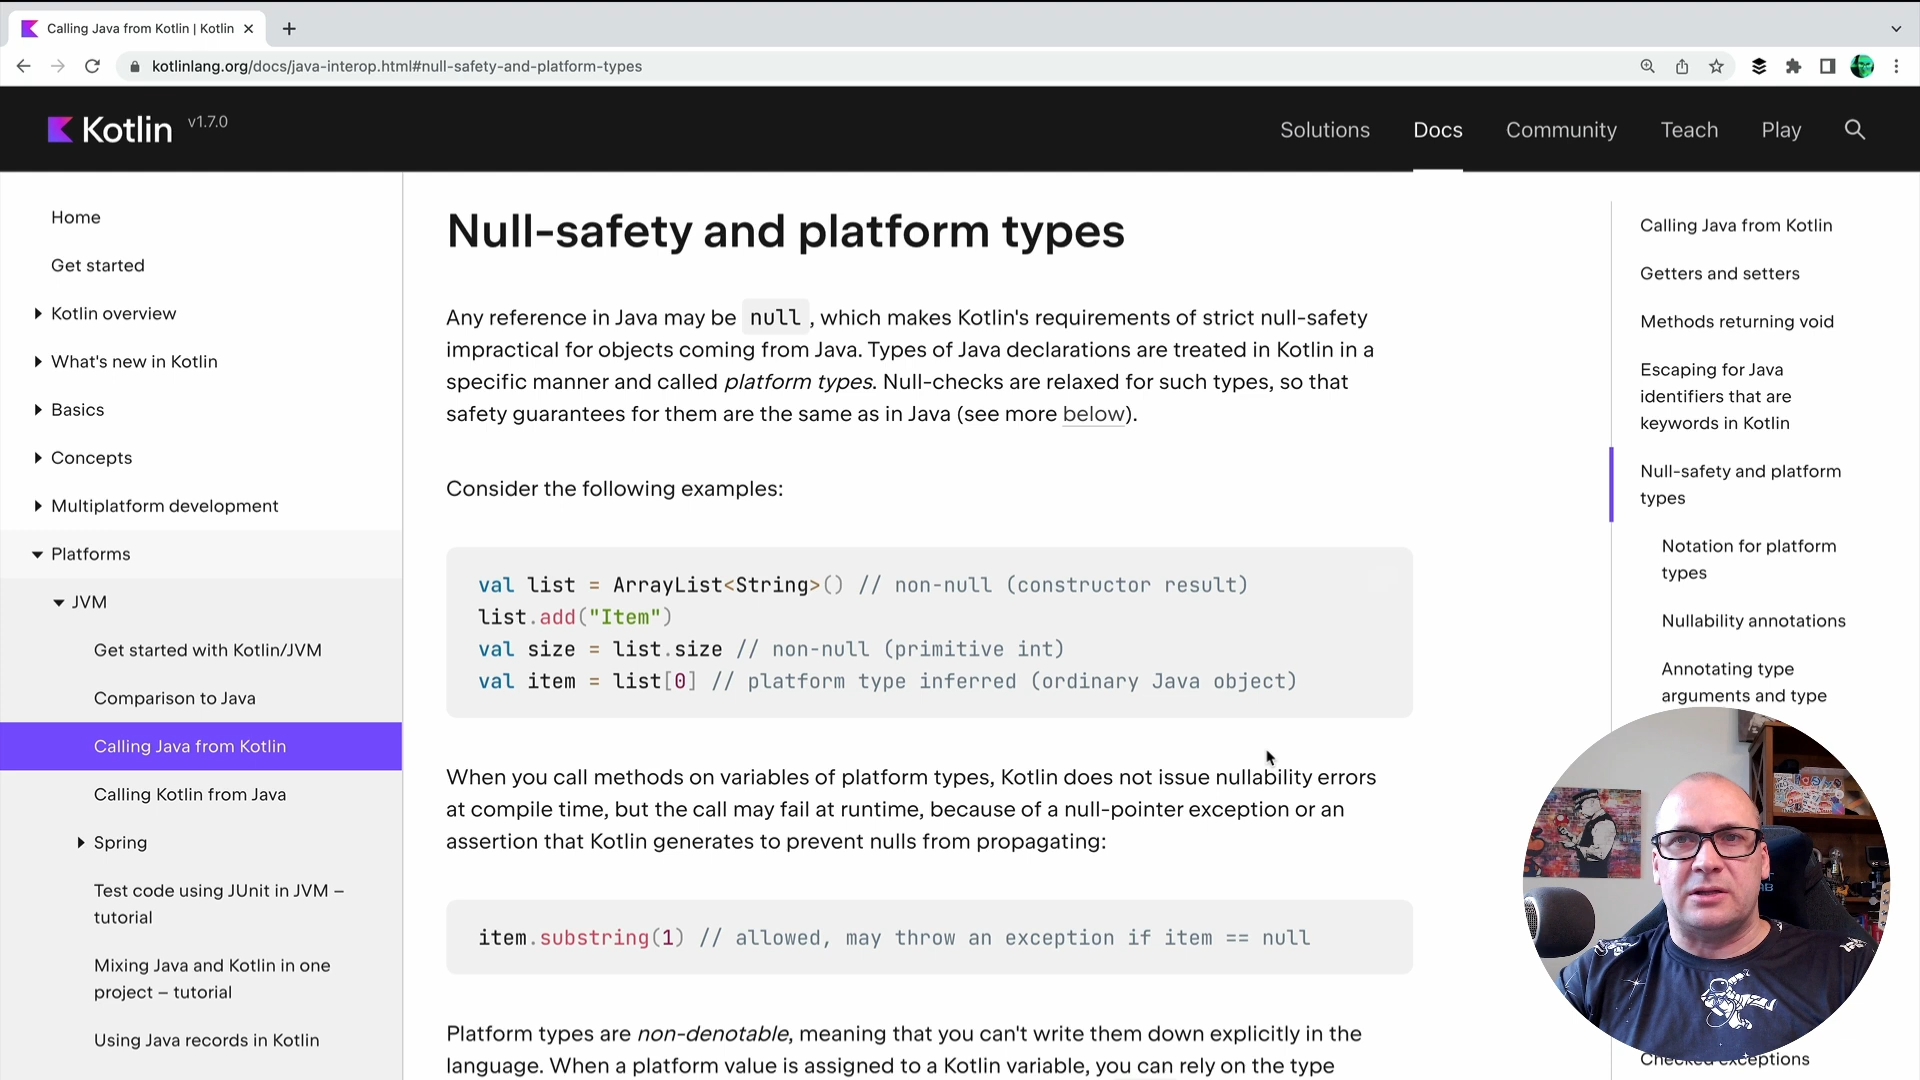 Calling Java from Kotlin | Kotlin
kotlinlang.org/docs/java-interop.html#null-safety-and-platform-types
Kotlin v1.7.0
Solutions
Docs
Community
Teach
Play
Home
Get started
Kotlin overview
What's new in Kotlin
Basics
Concepts
Multiplatform development
Platforms
JVM
Get started with Kotlin/JVM
Comparison to Java
Calling Java from Kotlin
Calling Kotlin from Java
Spring
Test code using JUnit in JVM –
tutorial
Mixing Java and Kotlin in one
project – tutorial
Using Java records in Kotlin
Null-safety and platform types
Any reference in Java may be null, which makes Kotlin's requirements of strict null-safety
impractical for objects coming from Java. Types of Java declarations are treated in Kotlin in a
specific manner and called platform types. Null-checks are relaxed for such types, so that
safety guarantees for them are the same as in Java (see more below).
Consider the following examples:
val list = ArrayList<String>() // non-null (constructor result)
list.add("Item")
val size = list.size // non-null (primitive int)
val item = list[0] // platform type inferred (ordinary Java object)
When you call methods on variables of platform types, Kotlin does not issue nullability errors
at compile time, but the call may fail at runtime, because of a null-pointer exception or an
assertion that Kotlin generates to prevent nulls from propagating:
item.substring(1) // allowed, may throw an exception if item == null
Platform types are non-denotable, meaning that you can't write them down explicitly in the
language. When a platform value is assigned to a Kotlin variable, you can rely on the type
Calling Java from Kotlin
Getters and setters
Methods returning void
Escaping for Java
identifiers that are
keywords in Kotlin
Null-safety and platform
types
Notation for platform
types
Nullability annotations
Annotating type
arguments and type
Checked exceptions